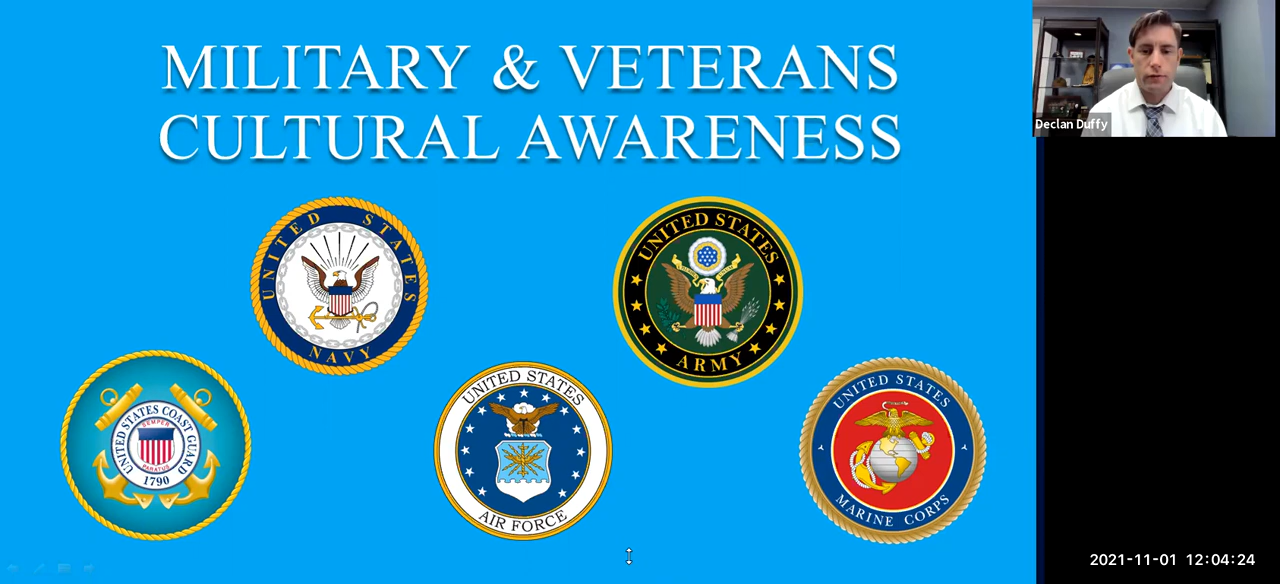 MILITARY & VETERANS
CULTURAL AWARENESS
Declan Duffy
UNITED STATES
NAVY
UNITED STATES
ARMY
UNITED STATES COAST GUARD
SEMPER
PARATUS
1790
UNITED STATES
AIR FORCE
UNITED STATES
MARINE CORPS
2021-11-01 12:04:24